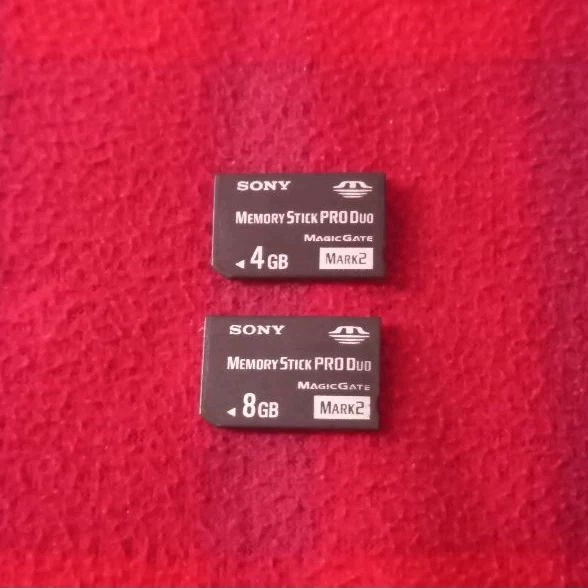 SONY
MEMORY STICK PRO DUO
MAGICGATE
4GB MARK2
SONY
MEMORY STICK PRO DUO
MAGICGATE
8GB MARK2